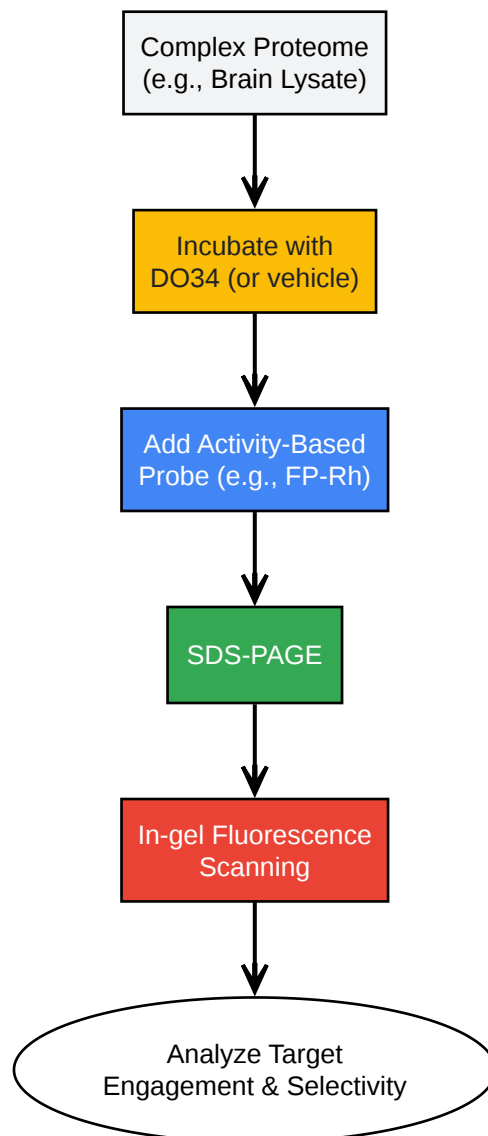 Complex Proteome
(e.g., Brain Lysate)
Incubate with
DO34 (or vehicle)
Add Activity-Based
Probe (e.g., FP-Rh)
SDS-PAGE
In-gel Fluorescence
Scanning
Analyze Target
Engagement & Selectivity